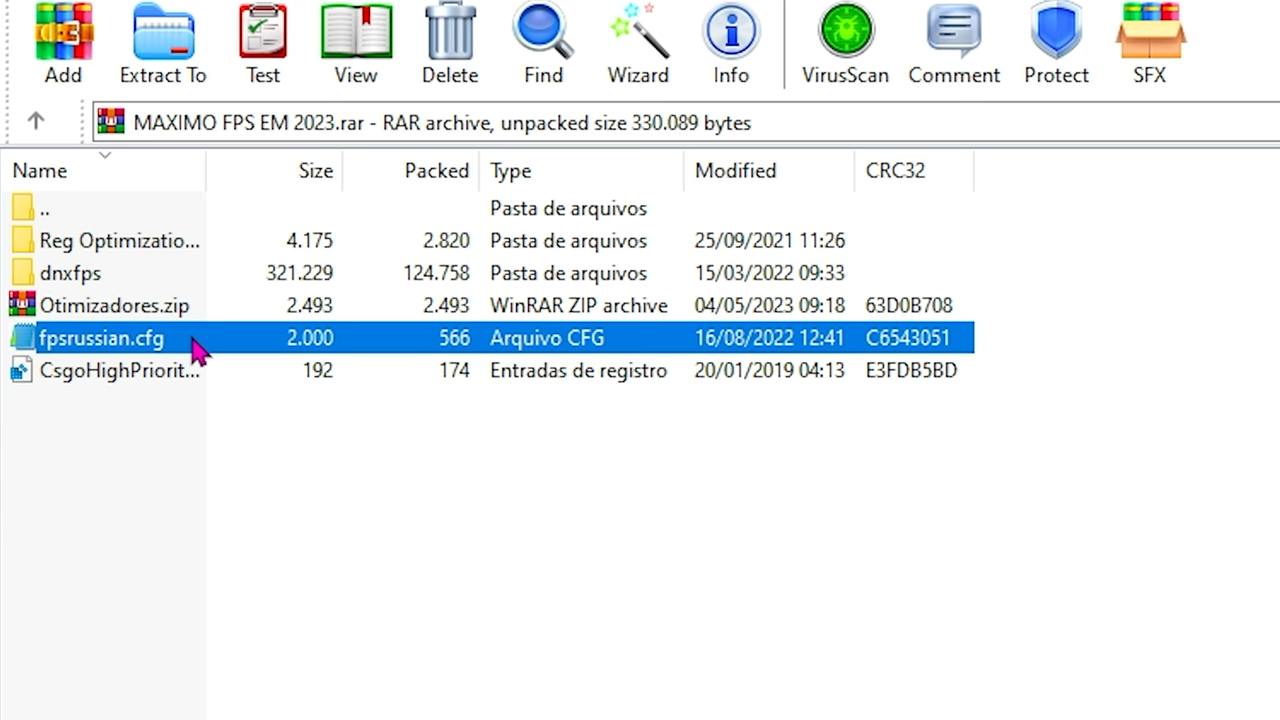 Add Extract To Test View Delete Find Wizard Info VirusScan Comment Protect SFX
MAXIMO FPS EM 2023.rar - RAR archive, unpacked size 330.089 bytes
Name Size Packed Type Modified CRC32
.. Pasta de arquivos
Reg Optimizatio... 4.175 2.820 Pasta de arquivos 25/09/2021 11:26
dnxfps 321.229 124.758 Pasta de arquivos 15/03/2022 09:33
Otimizadores.zip 2.493 2.493 WinRAR ZIP archive 04/05/2023 09:18 63D0B708
fpsrussian.cfg 2.000 566 Arquivo CFG 16/08/2022 12:41 C6543051
CsgoHighPriorit... 192 174 Entradas de registro 20/01/2019 04:13 E3FDB5BD